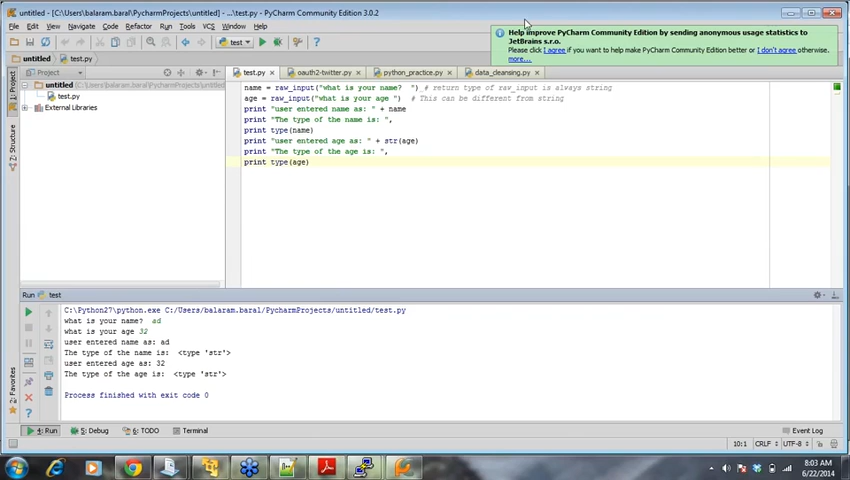 untitled - [C:\Users\balaram.baral\PycharmProjects\untitled] - ...\test.py - PyCharm Community Edition 3.0.2
File Edit View Navigate Code Refactor Run Tools VCS Window Help
test
Help improve PyCharm Community Edition by sending anonymous usage statistics to
JetBrains s.r.o.
Please click I agree if you want to help make PyCharm Community Edition better or I don't agree otherwise.
more...
untitled test.py
Project
test.py oauth2-twitter.py python_practice.py data_cleansing.py
untitled
test.py
External Libraries
1: Project
7: Structure
2: Favorites
name = raw_input("what is your name?  ") # return type of raw_input is always string
age = raw_input("what is your age ")  # This can be different from string
print "user entered name as: " + name
print "The type of the name is: ",
print type(name)
print "user entered age as: " + str(age)
print "The type of the age is: ",
print type(age)
Run test
C:\Python27\python.exe C:/Users/balaram.baral/PycharmProjects/untitled/test.py
what is your name?  ad
what is your age 32
user entered name as: ad
The type of the name is:  <type 'str'>
user entered age as: 32
The type of the age is:  <type 'str'>
Process finished with exit code 0
4: Run 5: Debug 6: TODO Terminal Event Log
10:1 CRLF UTF-8
8:03 AM
6/22/2014